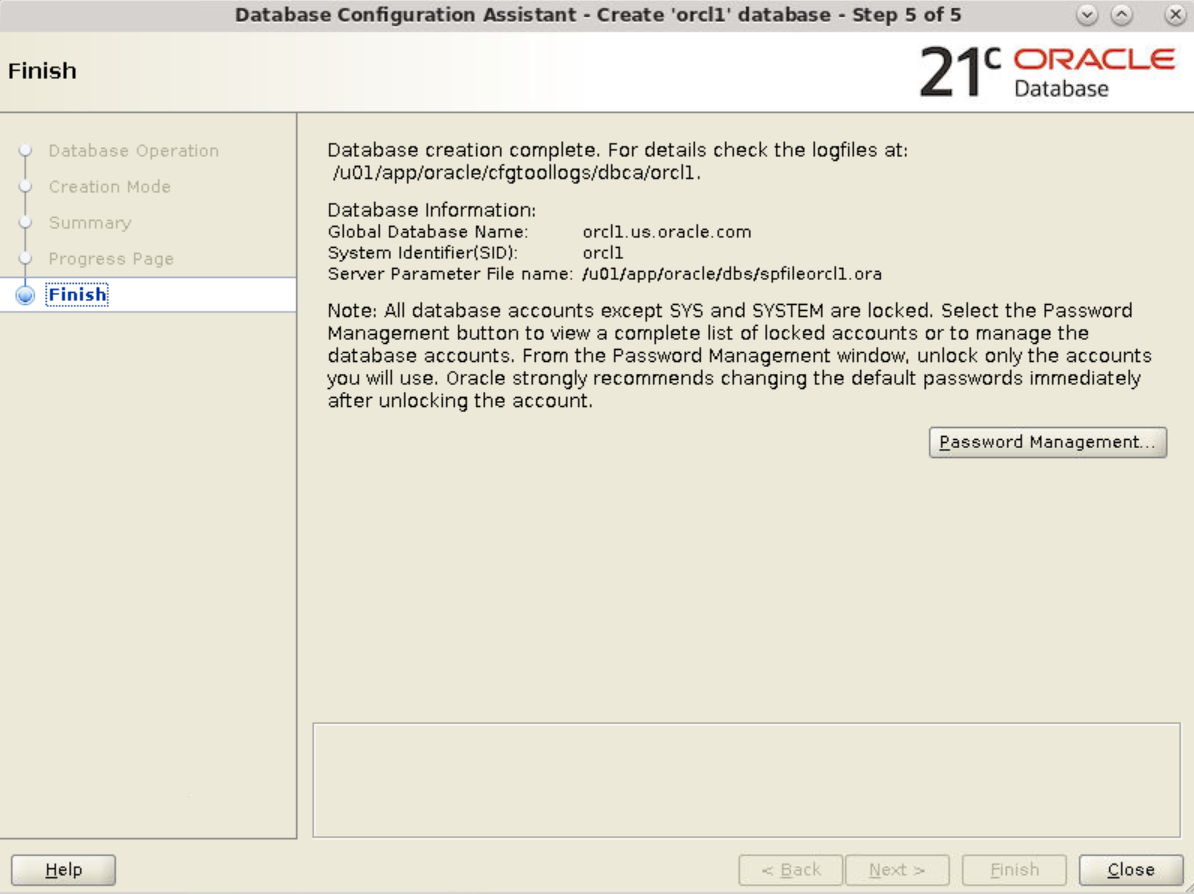 Database Configuration Assistant - Create 'orcl1' database - Step 5 of 5
Finish
21c ORACLE
Database
Database Operation
Creation Mode
Summary
Progress Page
Finish
Database creation complete. For details check the logfiles at:
/u01/app/oracle/cfgtoollogs/dbca/orcl1.
Database Information:
Global Database Name: orcl1.us.oracle.com
System Identifier(SID): orcl1
Server Parameter File name: /u01/app/oracle/dbs/spfileorcl1.ora
Note: All database accounts except SYS and SYSTEM are locked. Select the Password
Management button to view a complete list of locked accounts or to manage the
database accounts. From the Password Management window, unlock only the accounts
you will use. Oracle strongly recommends changing the default passwords immediately
after unlocking the account.
Password Management...
Help
< Back
Next >
Finish
Close